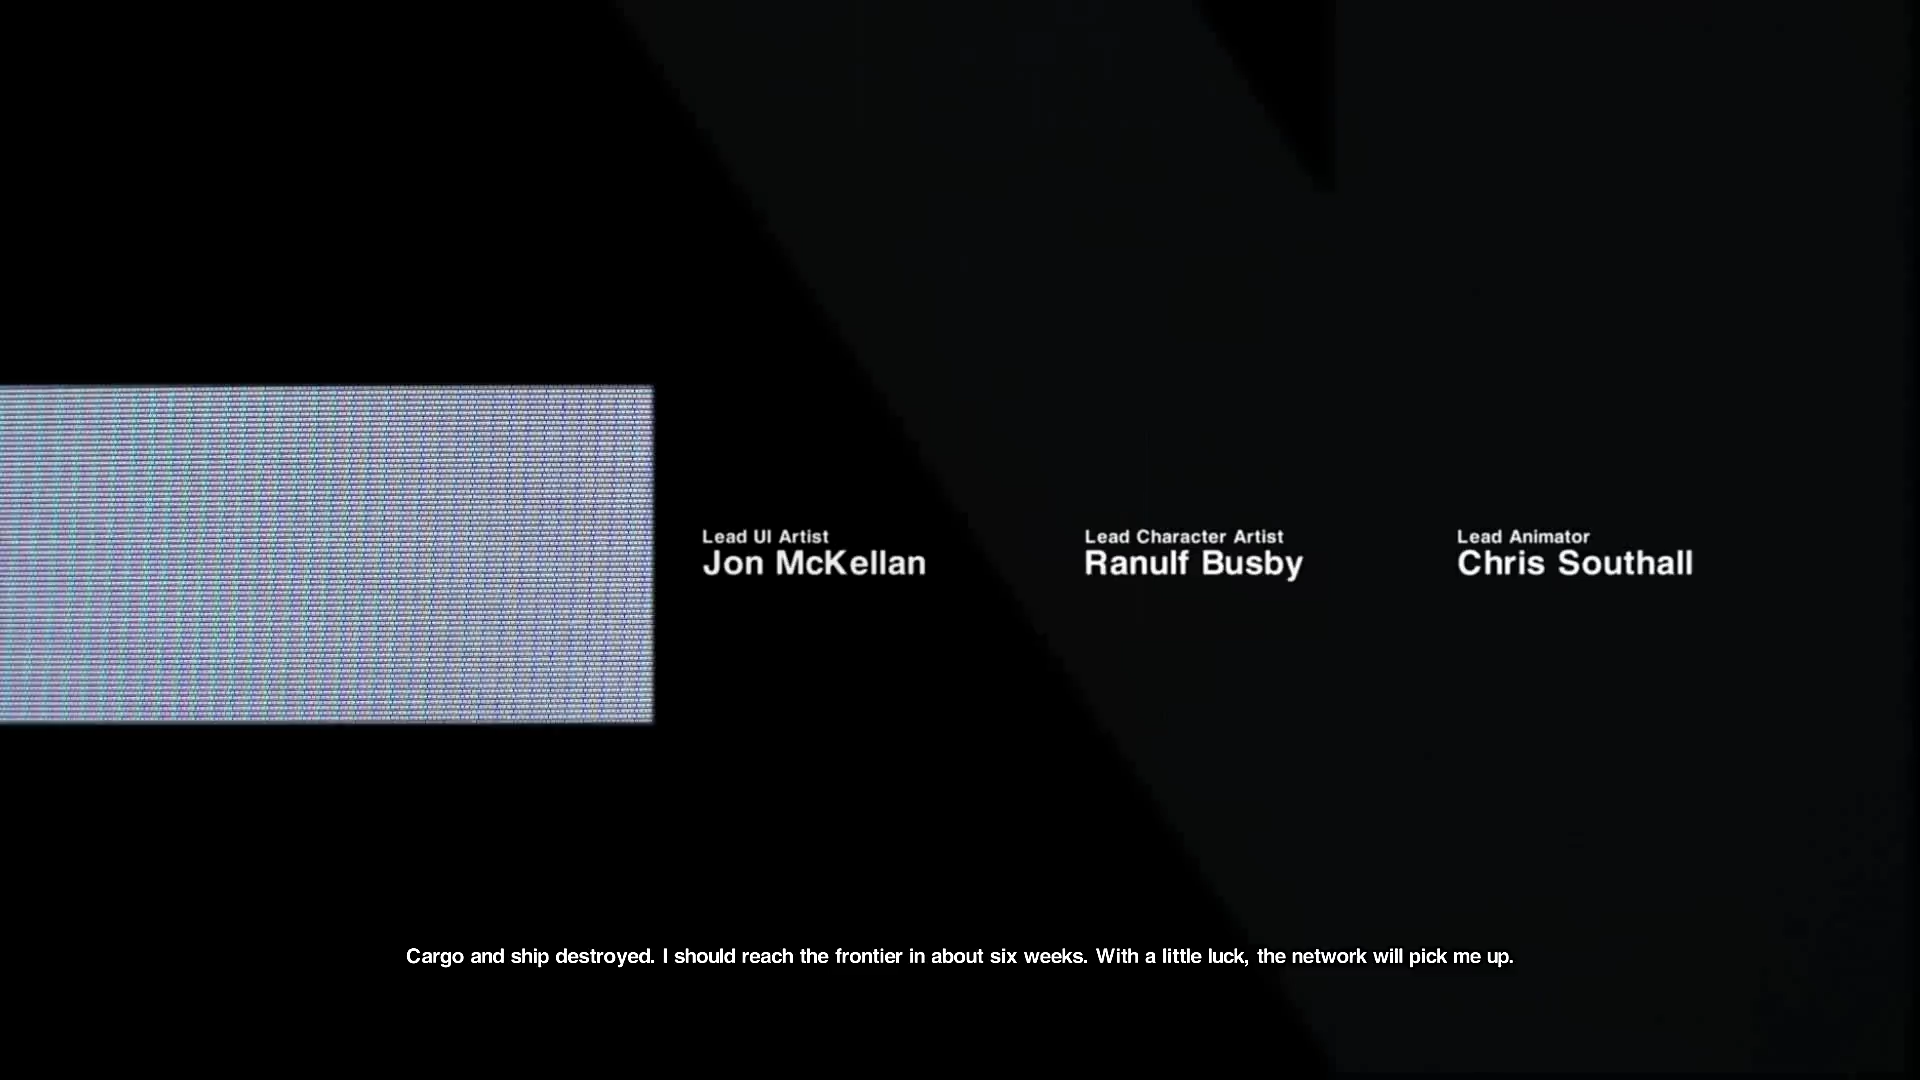 Lead UI Artist
Jon McKellan
Lead Character Artist
Ranulf Busby
Lead Animator
Chris Southall
Cargo and ship destroyed. I should reach the frontier in about six weeks. With a little luck, the network will pick me up.